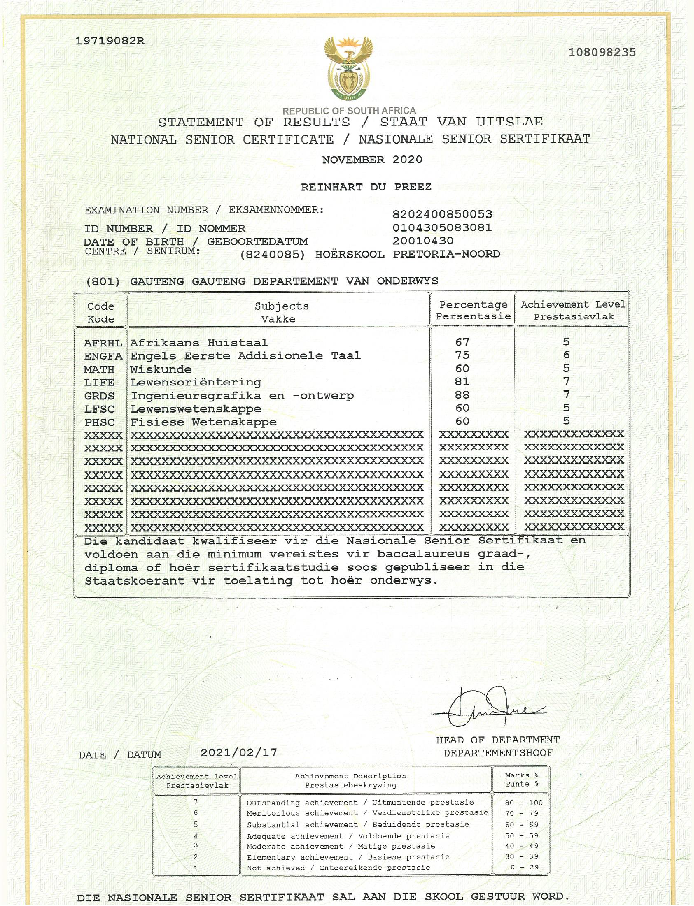 19719082R
108098235
REPUBLIC OF SOUTH AFRICA
STATEMENT OF RESULTS / STAAT VAN UITSLAE
NATIONAL SENIOR CERTIFICATE / NASIONALE SENIOR SERTIFIKAAT
NOVEMBER 2020
REINHART DU PREEZ
EXAMINATION NUMBER / EKSAMENNOMMER: 8202400850053
ID NUMBER / ID NOMMER 0104305083081
DATE OF BIRTH / GEBOORTEDATUM 20010430
CENTRE / SENTRUM: (8240085) HOËRSKOOL PRETORIA-NOORD
(801) GAUTENG GAUTENG DEPARTEMENT VAN ONDERWYS
Code Subjects Percentage Achievement Level
Kode Vakke Persentasie Prestasievlak
AFRHL Afrikaans Huistaal 67 5
ENGFA Engels Eerste Addisionele Taal 75 6
MATH Wiskunde 60 5
LIFE Lewensoriëntering 81 7
GRDS Ingenieursgrafika en -ontwerp 88 7
LFSC Lewenswetenskappe 60 5
PHSC Fisiese Wetenskappe 60 5
XXXXX XXXXXXXXXXXXXXXXXXXXXXXXXXXXXXXXXXX XXXXXXXXX XXXXXXXXXXXXX
XXXXX XXXXXXXXXXXXXXXXXXXXXXXXXXXXXXXXXXX XXXXXXXXX XXXXXXXXXXXXX
XXXXX XXXXXXXXXXXXXXXXXXXXXXXXXXXXXXXXXXX XXXXXXXXX XXXXXXXXXXXXX
XXXXX XXXXXXXXXXXXXXXXXXXXXXXXXXXXXXXXXXX XXXXXXXXX XXXXXXXXXXXXX
XXXXX XXXXXXXXXXXXXXXXXXXXXXXXXXXXXXXXXXX XXXXXXXXX XXXXXXXXXXXXX
XXXXX XXXXXXXXXXXXXXXXXXXXXXXXXXXXXXXXXXX XXXXXXXXX XXXXXXXXXXXXX
XXXXX XXXXXXXXXXXXXXXXXXXXXXXXXXXXXXXXXXX XXXXXXXXX XXXXXXXXXXXXX
XXXXX XXXXXXXXXXXXXXXXXXXXXXXXXXXXXXXXXXX XXXXXXXXX XXXXXXXXXXXXX
Die kandidaat kwalifiseer vir die Nasionale Senior Sertifikaat en
voldoen aan die minimum vereistes vir baccalaureus graad-,
diploma of hoër sertifikaatstudie soos gepubliseer in die
Staatskoerant vir toelating tot hoër onderwys.
HEAD OF DEPARTMENT
DATE / DATUM 2021/02/17 DEPARTEMENTSHOOF
Achievement level Achievement Description Marks %
Prestasievlak Prestasiebeskrywing Punte %
7 Outstanding achievement / Uitmuntende prestasie 80 - 100
6 Meritorious achievement / Verdienstelike prestasie 70 - 79
5 Substantial achievement / Beduidende prestasie 60 - 69
4 Adequate achievement / Voldoende prestasie 50 - 59
3 Moderate achievement / Matige prestasie 40 - 49
2 Elementary achievement / Basiese prestasie 30 - 39
1 Not achieved / Ontoereikende prestasie 0 - 29
DIE NASIONALE SENIOR SERTIFIKAAT SAL AAN DIE SKOOL GESTUUR WORD.